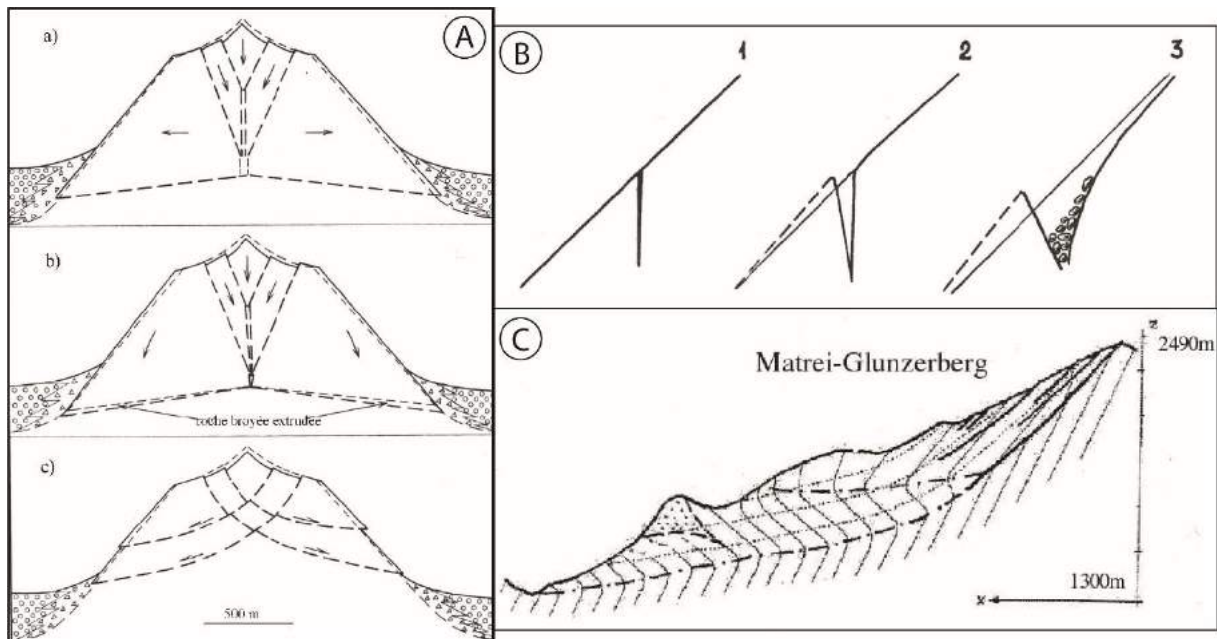 A
a)
b)
roche broyée extrudée
c)
500 m
B
1
2
3
C
Matrei-Glunzerberg
z
2490m
1300m
x